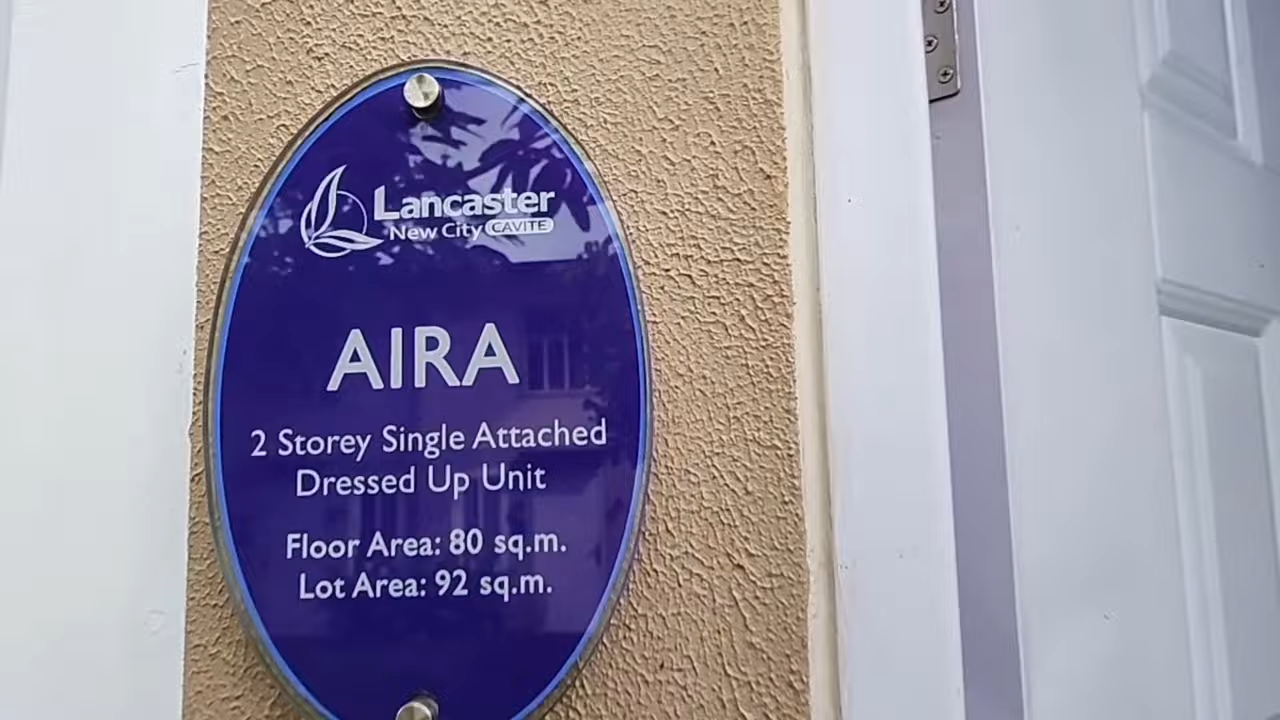 Lancaster
New City CAVITE
AIRA
2 Storey Single Attached
Dressed Up Unit
Floor Area: 80 sq.m.
Lot Area: 92 sq.m.